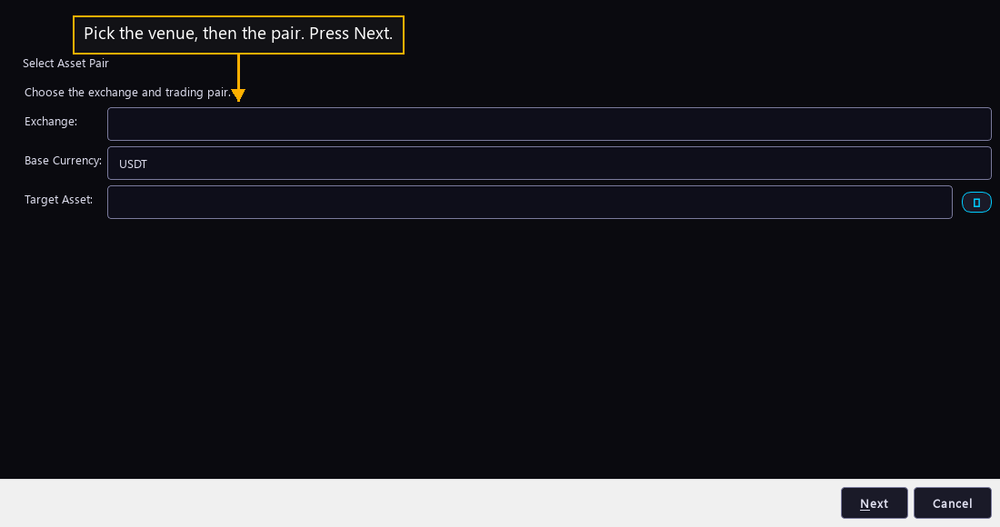 Pick the venue, then the pair. Press Next.
Select Asset Pair
Choose the exchange and trading pair.
Exchange:
Base Currency: USDT
Target Asset:
Next Cancel